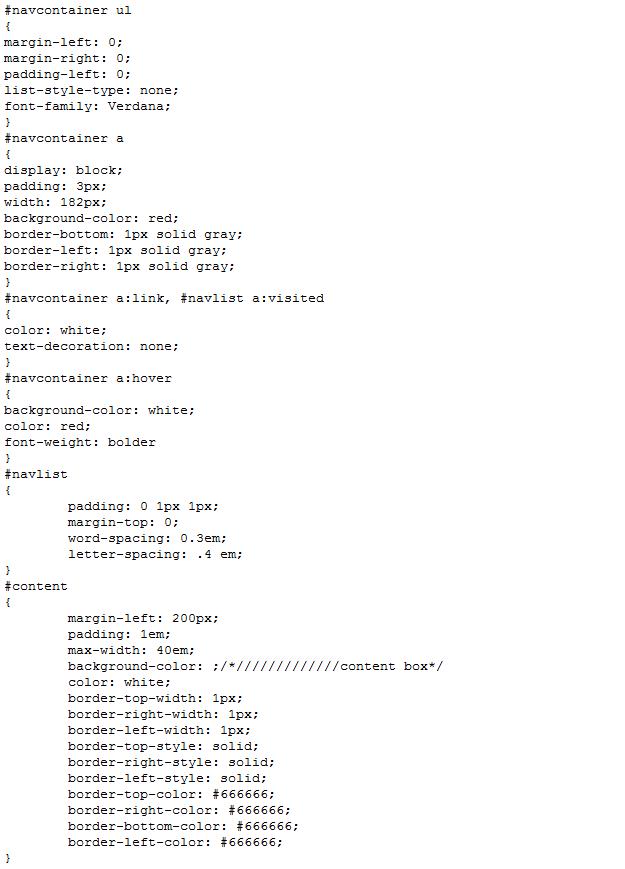 #navcontainer ul
{
margin-left: 0;
margin-right: 0;
padding-left: 0;
list-style-type: none;
font-family: Verdana;
}
#navcontainer a
{
display: block;
padding: 3px;
width: 182px;
background-color: red;
border-bottom: 1px solid gray;
border-left: 1px solid gray;
border-right: 1px solid gray;
}
#navcontainer a:link, #navlist a:visited
{
color: white;
text-decoration: none;
}
#navcontainer a:hover
{
background-color: white;
color: red;
font-weight: bolder
}
#navlist
{
padding: 0 1px 1px;
margin-top: 0;
word-spacing: 0.3em;
letter-spacing: .4 em;
}
#content
{
margin-left: 200px;
padding: 1em;
max-width: 40em;
background-color: ;/*/////////////content box*/
color: white;
border-top-width: 1px;
border-right-width: 1px;
border-left-width: 1px;
border-top-style: solid;
border-right-style: solid;
border-left-style: solid;
border-top-color: #666666;
border-right-color: #666666;
border-bottom-color: #666666;
border-left-color: #666666;
}